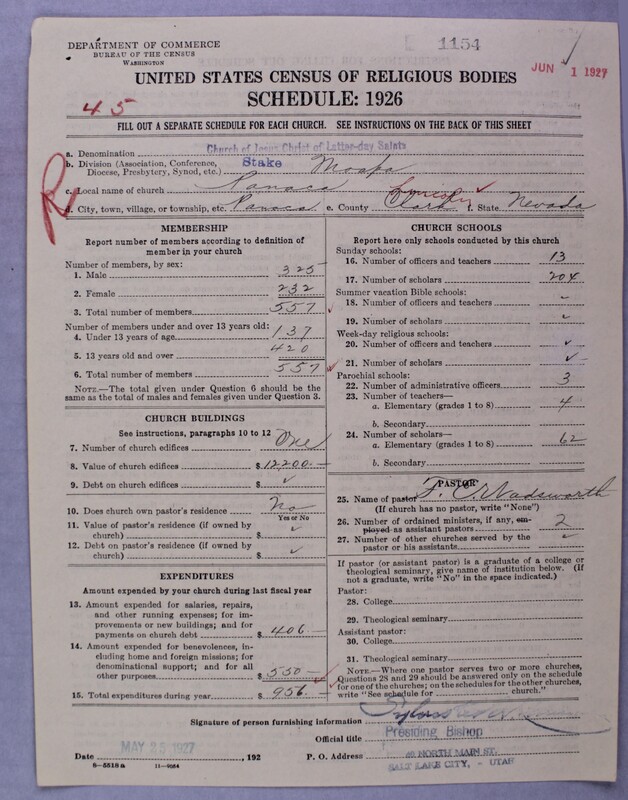 DEPARTMENT OF COMMERCE
BUREAU OF THE CENSUS
WASHINGTON
1154
JUN 1 1927
UNITED STATES CENSUS OF RELIGIOUS BODIES
SCHEDULE: 1926
45
FILL OUT A SEPARATE SCHEDULE FOR EACH CHURCH. SEE INSTRUCTIONS ON THE BACK OF THIS SHEET
R
a. Denomination Church of Jesus Christ of Latter-day Saints
b. Division (Association, Conference, Diocese, Presbytery, Synod, etc.) Stake Moapa
c. Local name of church Panaca
d. City, town, village, or township, etc. Panaca e. County Clark Lincoln f. State Nevada
MEMBERSHIP
Report number of members according to definition of member in your church
Number of members, by sex:
1. Male 325
2. Female 232
3. Total number of members 557
Number of members under and over 13 years old:
4. Under 13 years of age 137
5. 13 years old and over 420
6. Total number of members 557
NOTE.—The total given under Question 6 should be the same as the total of males and females given under Question 3.
CHURCH BUILDINGS
See instructions, paragraphs 10 to 12
7. Number of church edifices One
8. Value of church edifices $12200.—
9. Debt on church edifices $ ✓
10. Does church own pastor's residence? No
Yes or No
11. Value of pastor's residence (if owned by church) $ ✓
12. Debt on pastor's residence (if owned by church) $ ✓
EXPENDITURES
Amount expended by your church during last fiscal year
13. Amount expended for salaries, repairs, and other running expenses; for improvements or new buildings; and for payments on church debt $ 406.—
14. Amount expended for benevolences, including home and foreign missions; for denominational support; and for all other purposes $ 550—
15. Total expenditures during year $ 956.—
CHURCH SCHOOLS
Report here only schools conducted by this church
Sunday schools:
16. Number of officers and teachers 13
17. Number of scholars 204
Summer vacation Bible schools:
18. Number of officers and teachers ✓
19. Number of scholars ✓
Week-day religious schools:
20. Number of officers and teachers ✓
21. Number of scholars ✓
Parochial schools:
22. Number of administrative officers 3
23. Number of teachers—
a. Elementary (grades 1 to 8) 4
b. Secondary
24. Number of scholars—
a. Elementary (grades 1 to 8) 62
b. Secondary
PASTOR
25. Name of pastor F. C. Wadsworth
(If church has no pastor, write "None")
26. Number of ordained ministers, if any, employed as assistant pastors 2
27. Number of other churches served by the pastor or his assistants ✓
If pastor (or assistant pastor) is a graduate of a college or theological seminary, give name of institution below. (If not a graduate, write "No" in the space indicated.)
Pastor:
28. College
29. Theological seminary
Assistant pastor:
30. College
31. Theological seminary
NOTE.—Where one pastor serves two or more churches, Questions 28 and 29 should be answered only on the schedule for one of the churches; on the schedules for the other churches, write "See schedule for church."
Signature of person furnishing information
Official title Presiding Bishop
Date MAY 25 1927, 192 P. O. Address 40 NORTH MAIN ST.
SALT LAKE CITY, - UTAH
8-5518a 11-9084